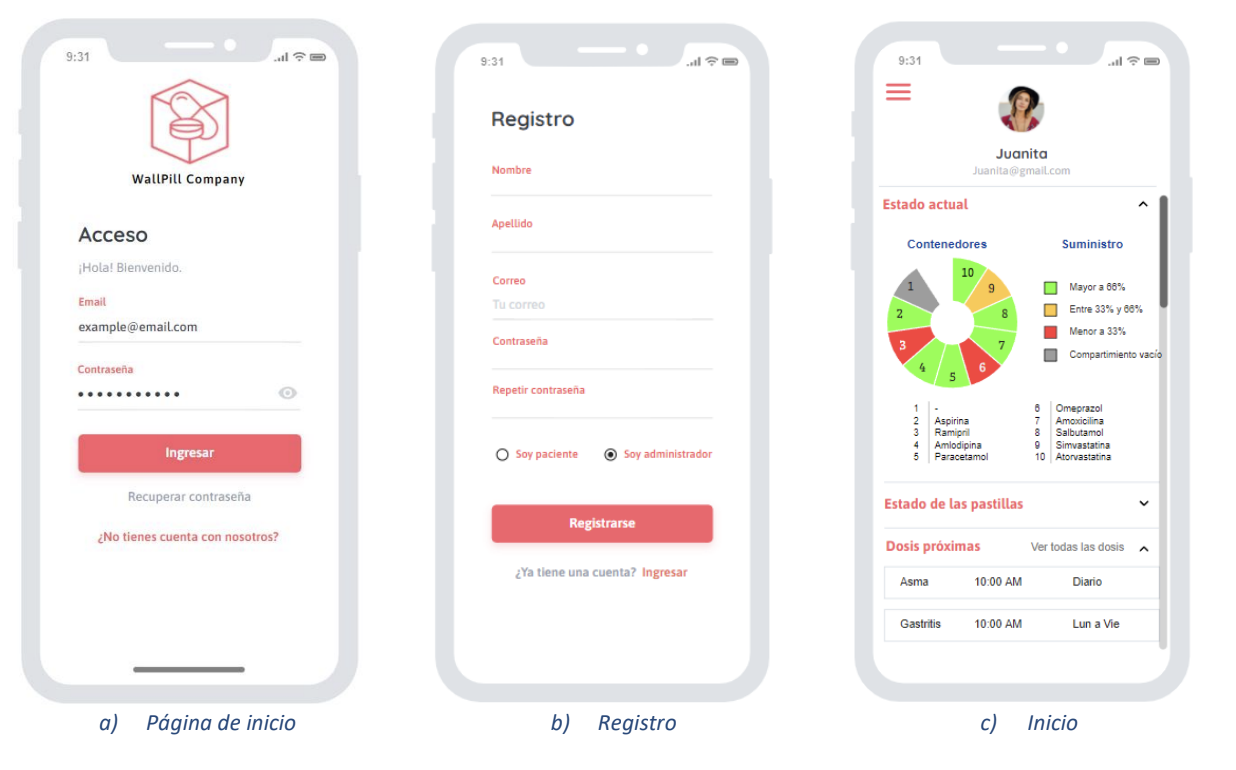 9:31
WallPill Company
Acceso
¡Hola! Bienvenido.
Email
example@email.com
Contraseña
Ingresar
Recuperar contraseña
¿No tienes cuenta con nosotros?
a) Página de inicio
9:31
Registro
Nombre
Apellido
Correo
Tu correo
Contraseña
Repetir contraseña
Soy paciente Soy administrador
Registrarse
¿Ya tiene una cuenta? Ingresar
b) Registro
9:31
Juanita
Juanita@gmail.com
Estado actual
Contenedores Suministro
1
2
3
4
5
6
7
8
9
10
Mayor a 66%
Entre 33% y 66%
Menor a 33%
Compartimiento vacío
1 - 6 Omeprazol
2 Aspirina 7 Amoxicilina
3 Ramipril 8 Salbutamol
4 Amlodipina 9 Simvastatina
5 Paracetamol 10 Atorvastatina
Estado de las pastillas
Dosis próximas Ver todas las dosis
Asma 10:00 AM Diario
Gastritis 10:00 AM Lun a Vie
c) Inicio